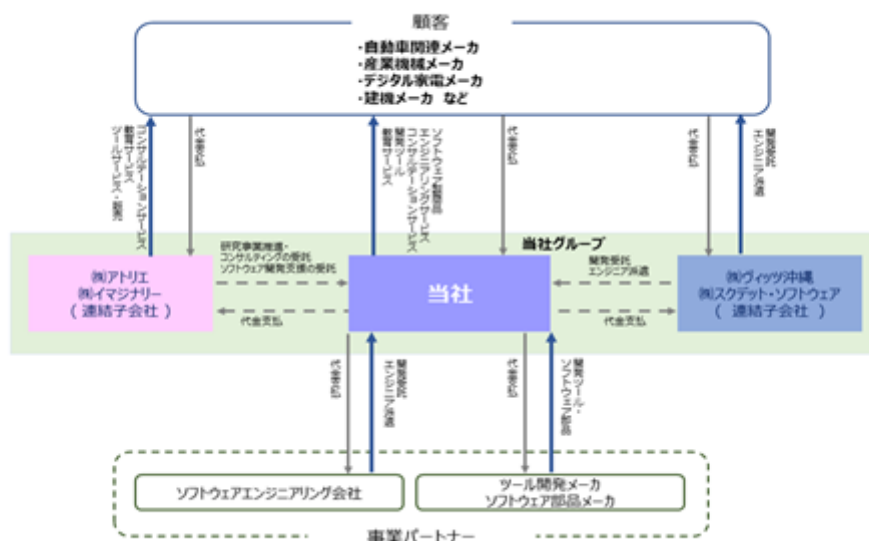 顧客
・自動車関連メーカ
・産業機械メーカ
・デジタル家電メーカ
・建機メーカ など
コンサルテーションサービス
教育サービス
ツールサービス・販売
代金支払
ソフトウェア部品
エンジニアリングサービス
コンサルテーションサービス
開発ツール
教育サービス
代金支払
代金支払
開発受託
エンジニア派遣
当社グループ
㈱アトリエ
㈱イマジナリー
( 連結子会社 )
研究事業推進・
コンサルティングの受託
ソフトウェア開発支援の受託
代金支払
当社
開発受託
エンジニア派遣
代金支払
㈱ヴィッツ沖縄
㈱スクデット・ソフトウェア
( 連結子会社 )
代金支払
開発受託
エンジニア派遣
代金支払
開発ツール・
ソフトウェア部品
ソフトウェアエンジニアリング会社
ツール開発メーカ
ソフトウェア部品メーカ
事業パートナー